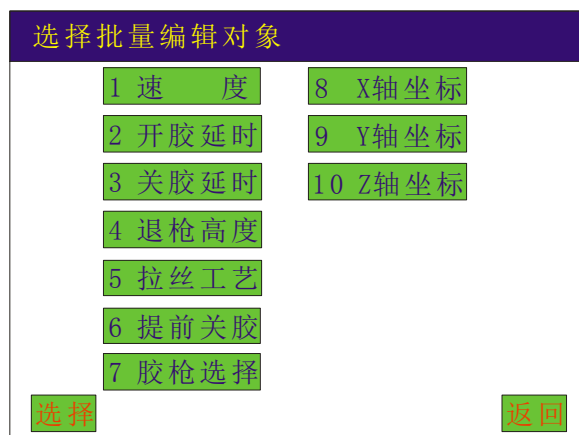 选择批量编辑对象
1 速 度
2 开胶延时
3 关胶延时
4 退枪高度
5 拉丝工艺
6 提前关胶
7 胶枪选择
8 X轴坐标
9 Y轴坐标
10 Z轴坐标
选择
返回